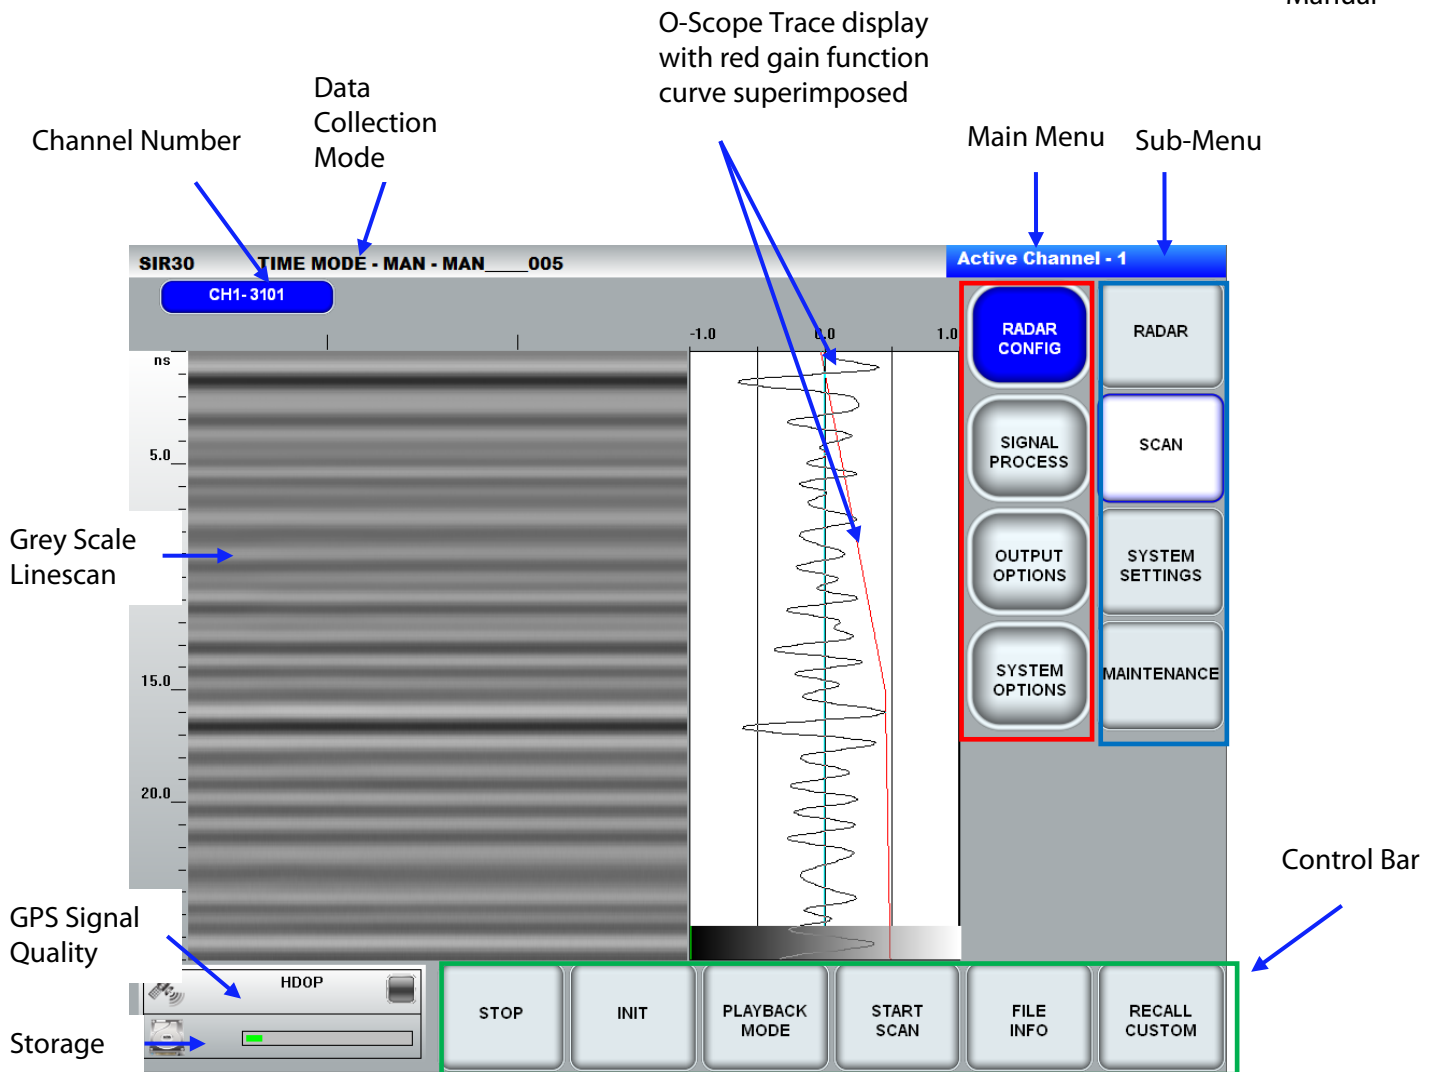 Manual
O-Scope Trace display
with red gain function
curve superimposed
Data
Collection
Mode
Channel Number
Main Menu
Sub-Menu
SIR30 TIME MODE - MAN - MAN____005
Active Channel - 1
CH1- 3101
-1.0 0.0 1.0
ns
5.0
15.0
20.0
RADAR
CONFIG
RADAR
SIGNAL
PROCESS
SCAN
OUTPUT
OPTIONS
SYSTEM
SETTINGS
SYSTEM
OPTIONS
MAINTENANCE
Grey Scale
Linescan
Control Bar
GPS Signal
Quality
HDOP
Storage
STOP
INIT
PLAYBACK
MODE
START
SCAN
FILE
INFO
RECALL
CUSTOM